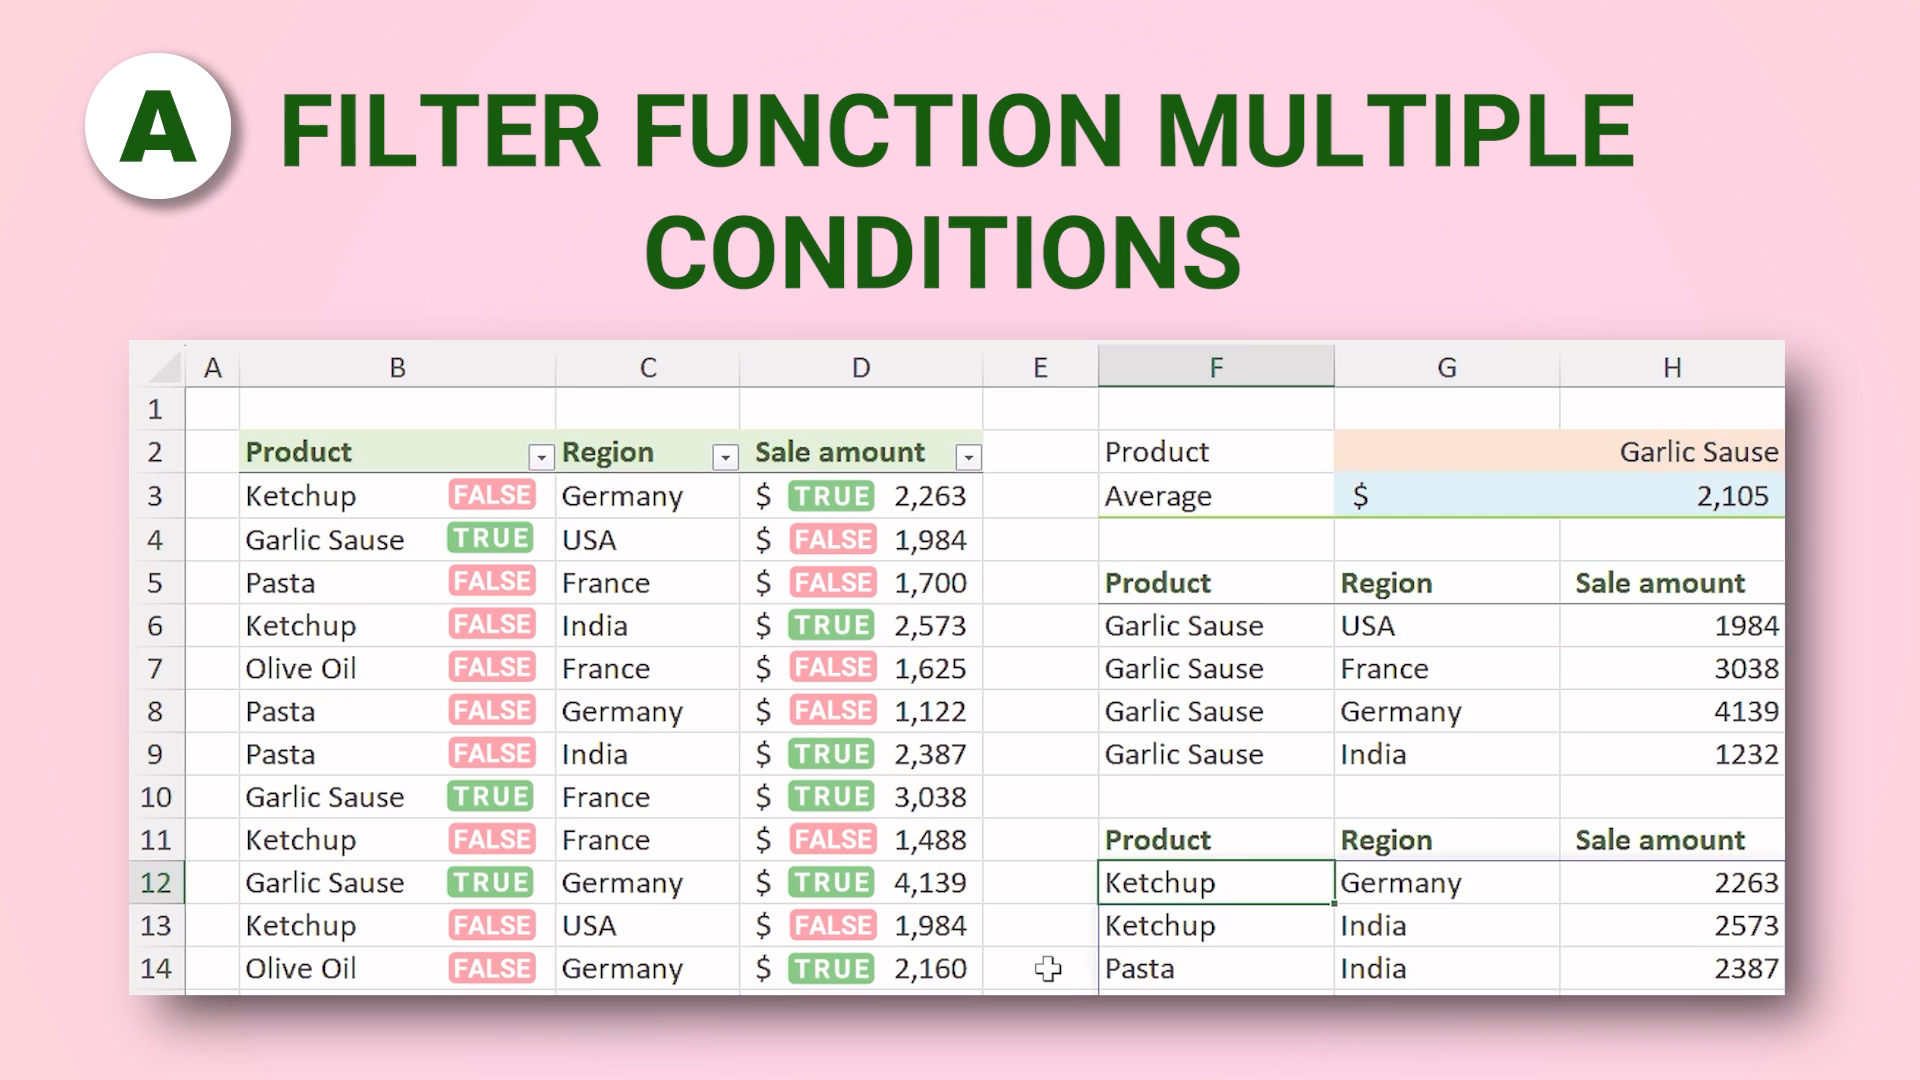 A
FILTER FUNCTION MULTIPLE
CONDITIONS
A B C D E F G H
1
2 Product Region Sale amount Product Garlic Sause
3 Ketchup FALSE Germany $ TRUE 2,263 Average $ 2,105
4 Garlic Sause TRUE USA $ FALSE 1,984
5 Pasta FALSE France $ FALSE 1,700 Product Region Sale amount
6 Ketchup FALSE India $ TRUE 2,573 Garlic Sause USA 1984
7 Olive Oil FALSE France $ FALSE 1,625 Garlic Sause France 3038
8 Pasta FALSE Germany $ FALSE 1,122 Garlic Sause Germany 4139
9 Pasta FALSE India $ TRUE 2,387 Garlic Sause India 1232
10 Garlic Sause TRUE France $ TRUE 3,038
11 Ketchup FALSE France $ FALSE 1,488 Product Region Sale amount
12 Garlic Sause TRUE Germany $ TRUE 4,139 Ketchup Germany 2263
13 Ketchup FALSE USA $ FALSE 1,984 Ketchup India 2573
14 Olive Oil FALSE Germany $ TRUE 2,160 Pasta India 2387